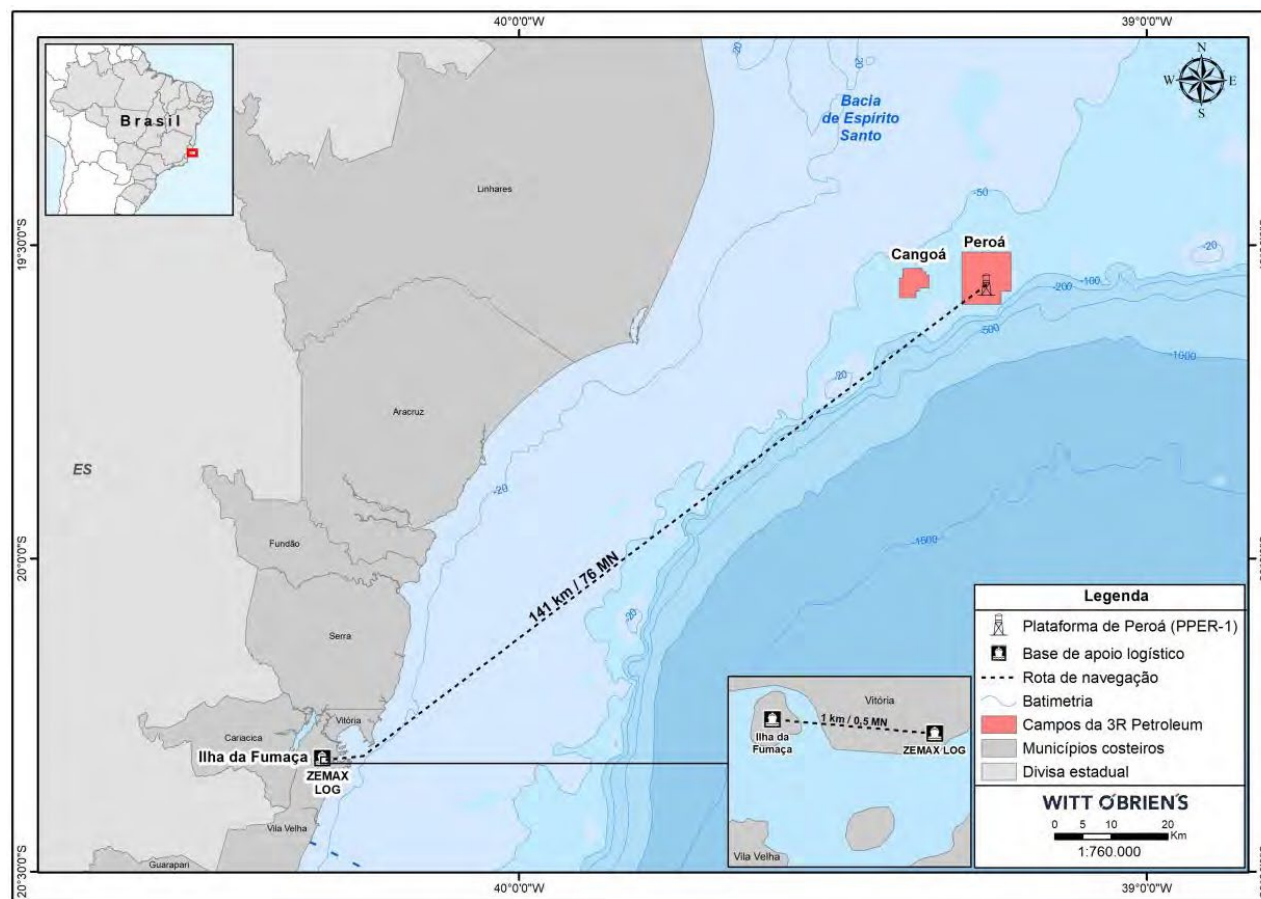 40°0'0"W
39°0'0"W
Brasil
N
W
E
S
-20
20
Bacia
de Espírito
Santo
Linhares
-50
19°30'0"S
Cangoá
Peroá
-20
-200
-100
-500
-1000
-20
Aracruz
ES
-20
-1500
Fundão
20°0'0"S
141 km / 76 MN
-20
Serra
Vitória
Cariacica
Ilha da Fumaça
ZEMAX
LOG
Vila Velha
Guarapari
Vitória
1 km / 0,5 MN
Ilha da
Fumaça
ZEMAX LOG
Vila Velha
Legenda
Plataforma de Peroá (PPER-1)
Base de apoio logístico
Rota de navegação
Batimetria
Campos da 3R Petroleum
Municípios costeiros
Divisa estadual
WITT O'BRIEN'S
0 5 10 20
Km
1:760.000
20°30'0"S
40°0'0"W
39°0'0"W